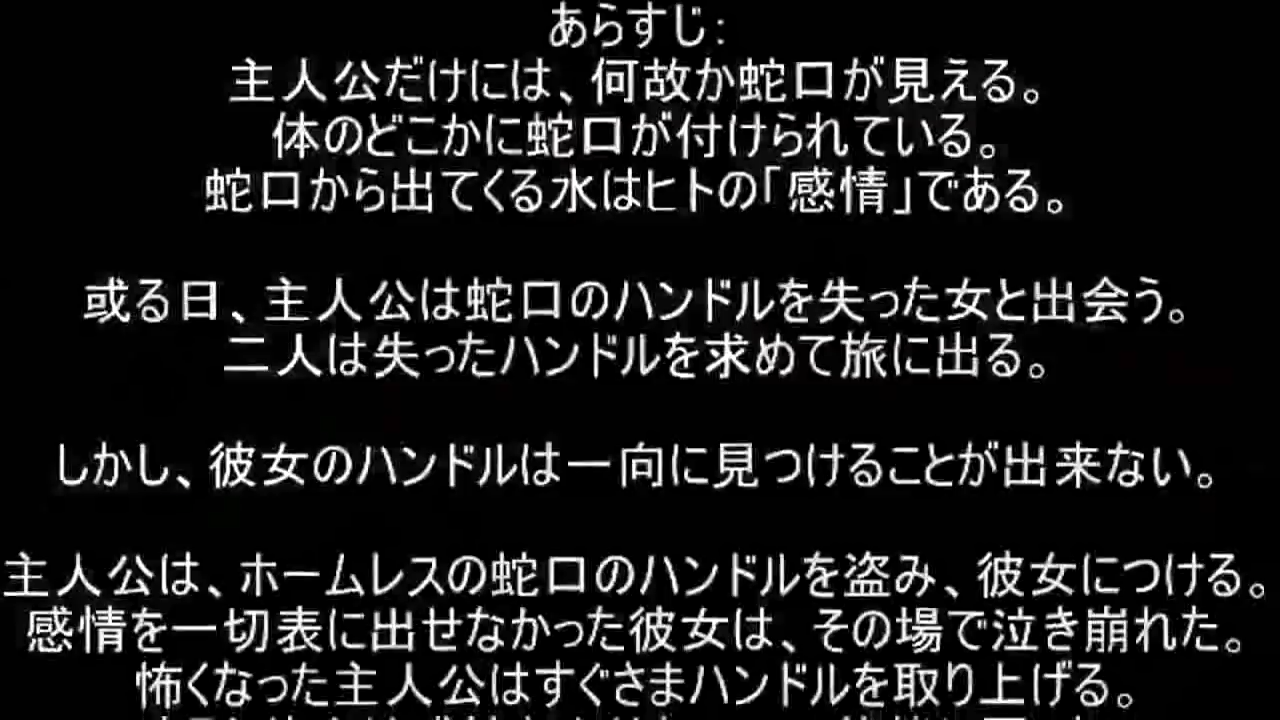 あらすじ：
主人公だけには、何故か蛇口が見える。
体のどこかに蛇口が付けられている。
蛇口から出てくる水はヒトの「感情」である。
或る日、主人公は蛇口のハンドルを失った女と出会う。
二人は失ったハンドルを求めて旅に出る。
しかし、彼女のハンドルは一向に見つけることが出来ない。
主人公は、ホームレスの蛇口のハンドルを盗み、彼女につける。
感情を一切表に出せなかった彼女は、その場で泣き崩れた。
怖くなった主人公はすぐさまハンドルを取り上げる。